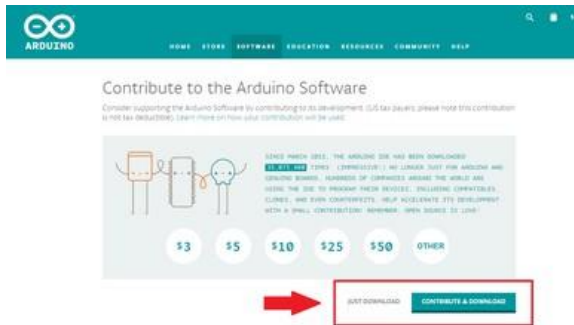 ARDUINO
HOME STORE SOFTWARE EDUCATION RESOURCES COMMUNITY HELP
Contribute to the Arduino Software
Consider supporting the Arduino Software by contributing to its development. (US tax payers, please note this contribution
is not tax deductible). Learn more on how your contribution will be used.
SINCE MARCH 2015, THE ARDUINO IDE HAS BEEN DOWNLOADED
TIMES. (IMPRESSIVE!) NO LONGER JUST FOR ARDUINO AND
GENUINO BOARDS, HUNDREDS OF COMPANIES AROUND THE WORLD ARE
USING THE IDE TO PROGRAM THEIR DEVICES, INCLUDING COMPATIBLES,
CLONES, AND EVEN COUNTERFEITS. HELP ACCELERATE ITS DEVELOPMENT
WITH A SMALL CONTRIBUTION! REMEMBER: OPEN SOURCE IS LOVE!
$3 $5 $10 $25 $50 OTHER
JUST DOWNLOAD CONTRIBUTE & DOWNLOAD